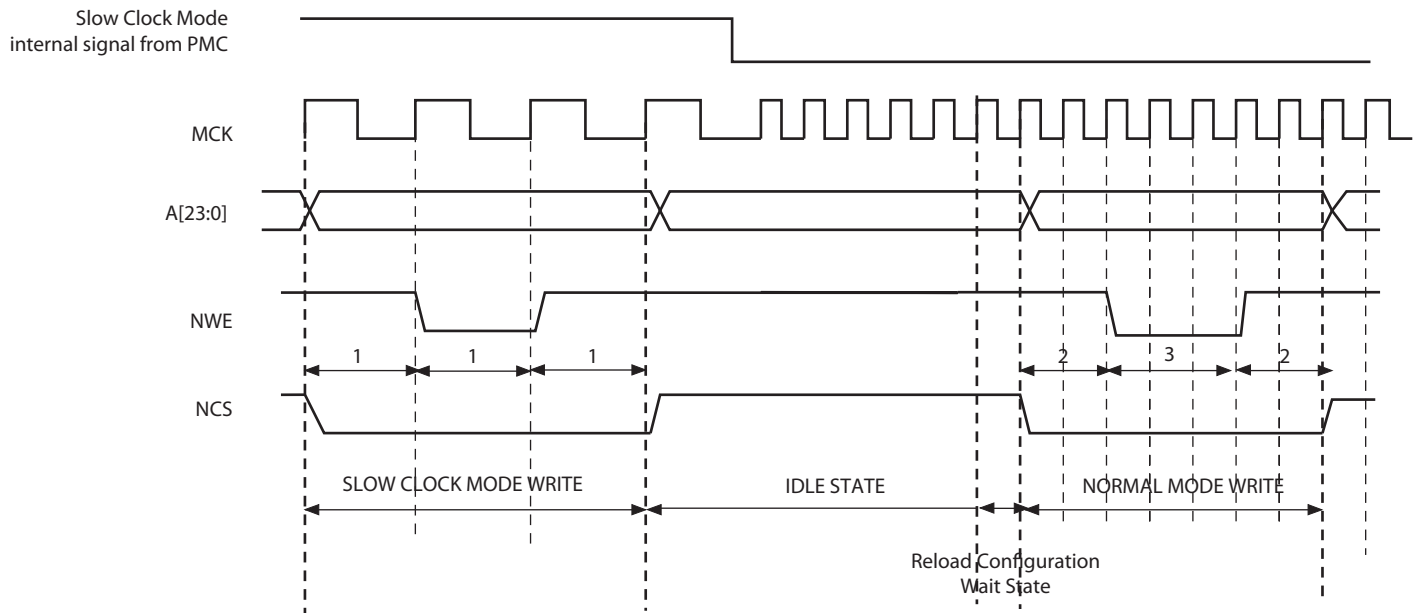 Slow Clock Mode
internal signal from PMC
MCK
A[23:0]
NWE
1 1 1 2 3 2
NCS
SLOW CLOCK MODE WRITE IDLE STATE NORMAL MODE WRITE
Reload Configuration
Wait State